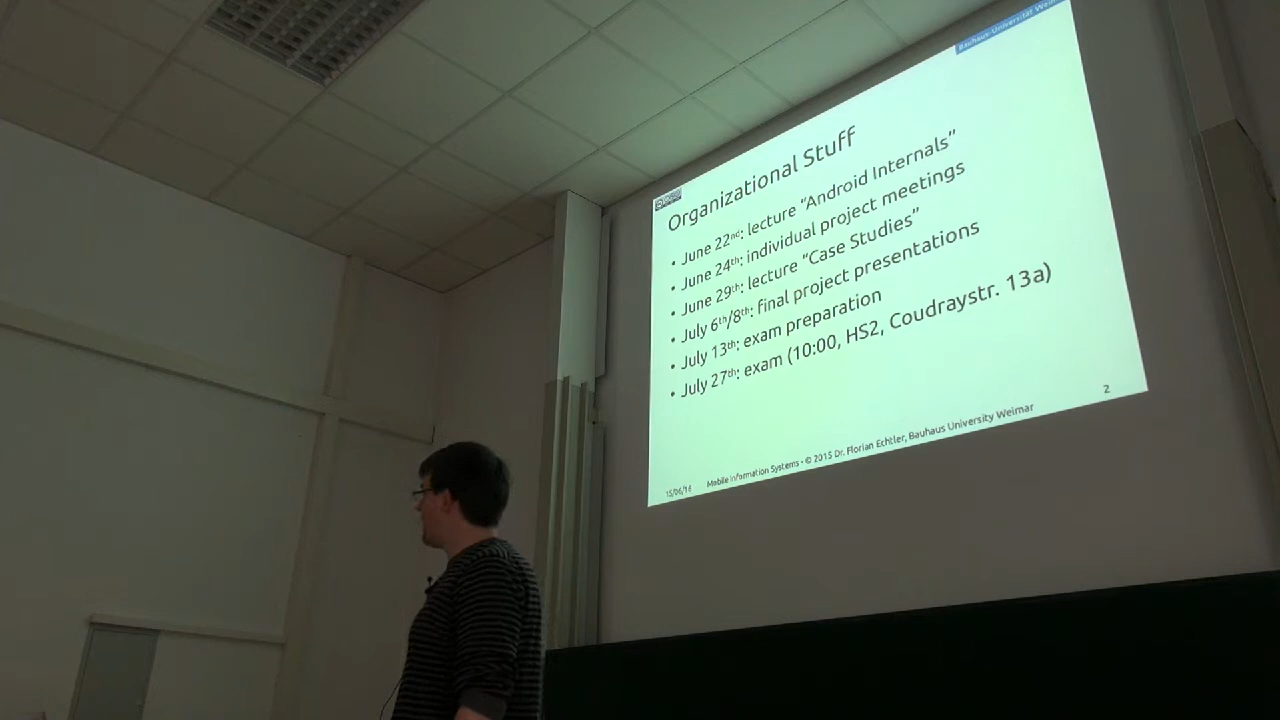 Bauhaus-Universität Weim
Organizational Stuff
• June 22nd: lecture “Android Internals”
• June 24th: individual project meetings
• June 29th: lecture “Case Studies”
• July 6th/8th: final project presentations
• July 13th: exam preparation
• July 27th: exam (10:00, HS2, Coudraystr. 13a)
15/06/16 Mobile Information Systems - © 2015 Dr. Florian Echtler, Bauhaus University Weimar 2